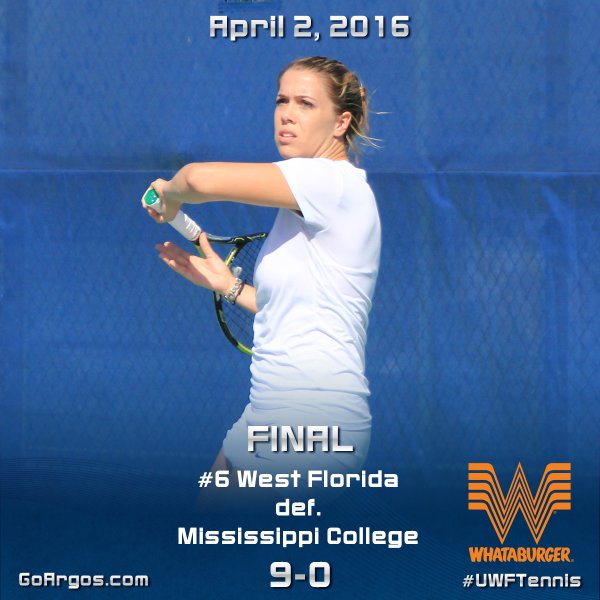 April 2, 2016
FINAL
#6 West Florida
def.
Mississippi College
9-0
WHATABURGER
GoArgos.com
#UWFTennis